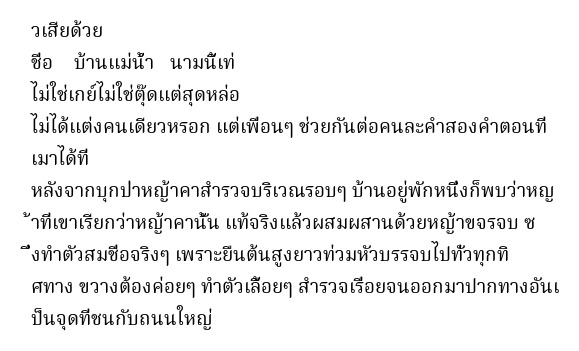 วเสียด้วย
ชื่อ บ้านแม่น้ำ นามนี้เท่
ไม่ใช่เกย์ไม่ใช่ตุ๊ดแต่สุดหล่อ
ไม่ได้แต่งคนเดียวหรอก แต่เพื่อนๆ ช่วยกันต่อคนละคำสองคำตอนที่
เมาได้ที่
หลังจากบุกป่าหญ้าคาสำรวจบริเวณรอบๆ บ้านอยู่พักหนึ่งก็พบว่าหญ
้าที่เขาเรียกว่าหญ้าคานั้น แท้จริงแล้วผสมผสานด้วยหญ้าขจรจบ ซ
ึ่งทำตัวสมชื่อจริงๆ เพราะยืนต้นสูงยาวท่วมหัวบรรจบไปทั่วทุกทิ
ศทาง ขวางต้องค่อยๆ ทำตัวเลื้อยๆ สำรวจเรื่อยจนออกมาปากทางอันเ
ป็นจุดที่ชนกับถนนใหญ่